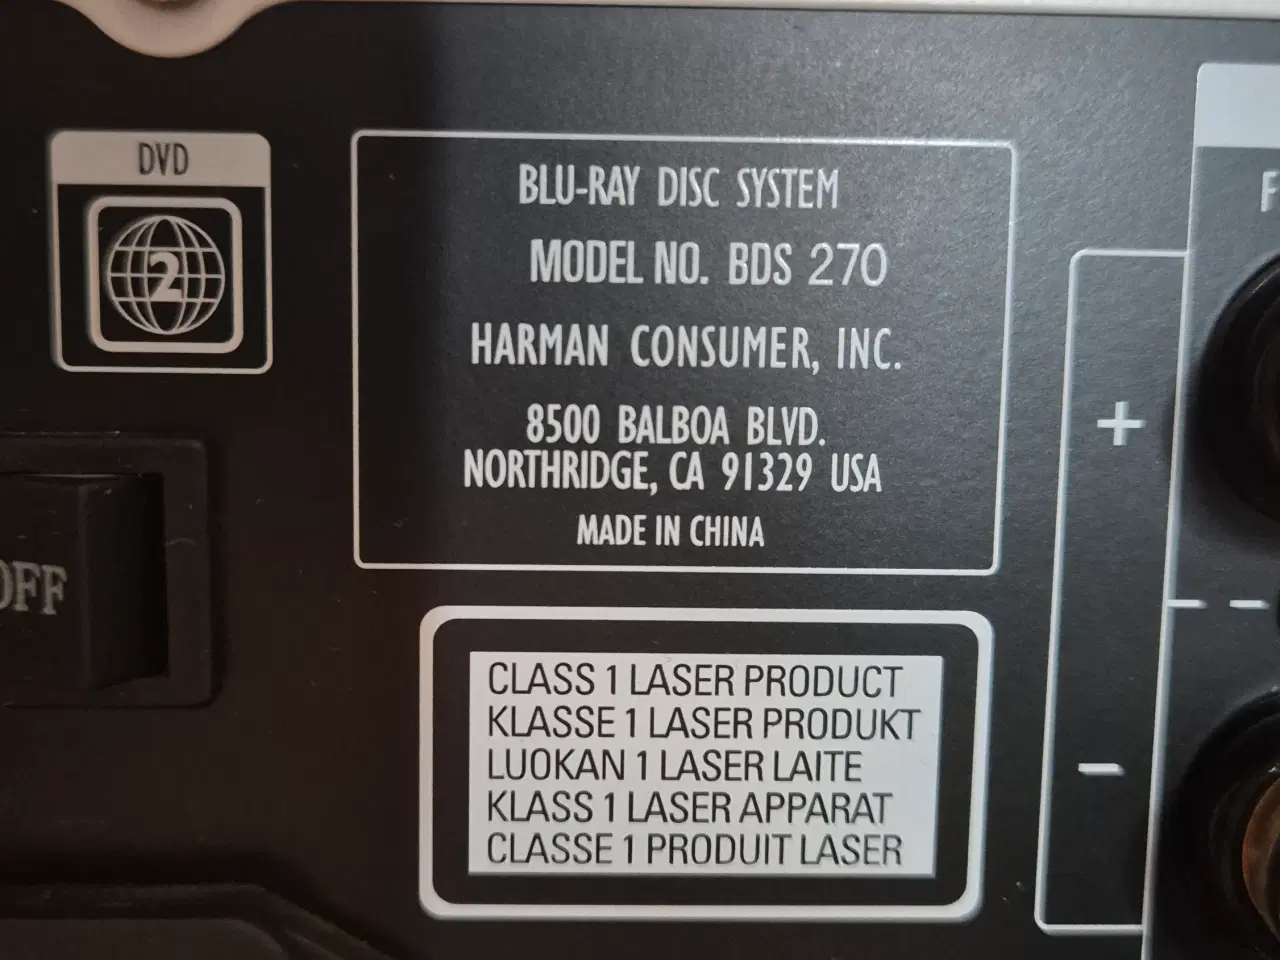 DVD
2
BLU-RAY DISC SYSTEM
MODEL NO. BDS 270
HARMAN CONSUMER, INC.
8500 BALBOA BLVD.
NORTHRIDGE, CA 91329 USA
MADE IN CHINA
OFF
CLASS 1 LASER PRODUCT
KLASSE 1 LASER PRODUKT
LUOKAN 1 LASER LAITE
KLASS 1 LASER APPARAT
CLASSE 1 PRODUIT LASER
+
-